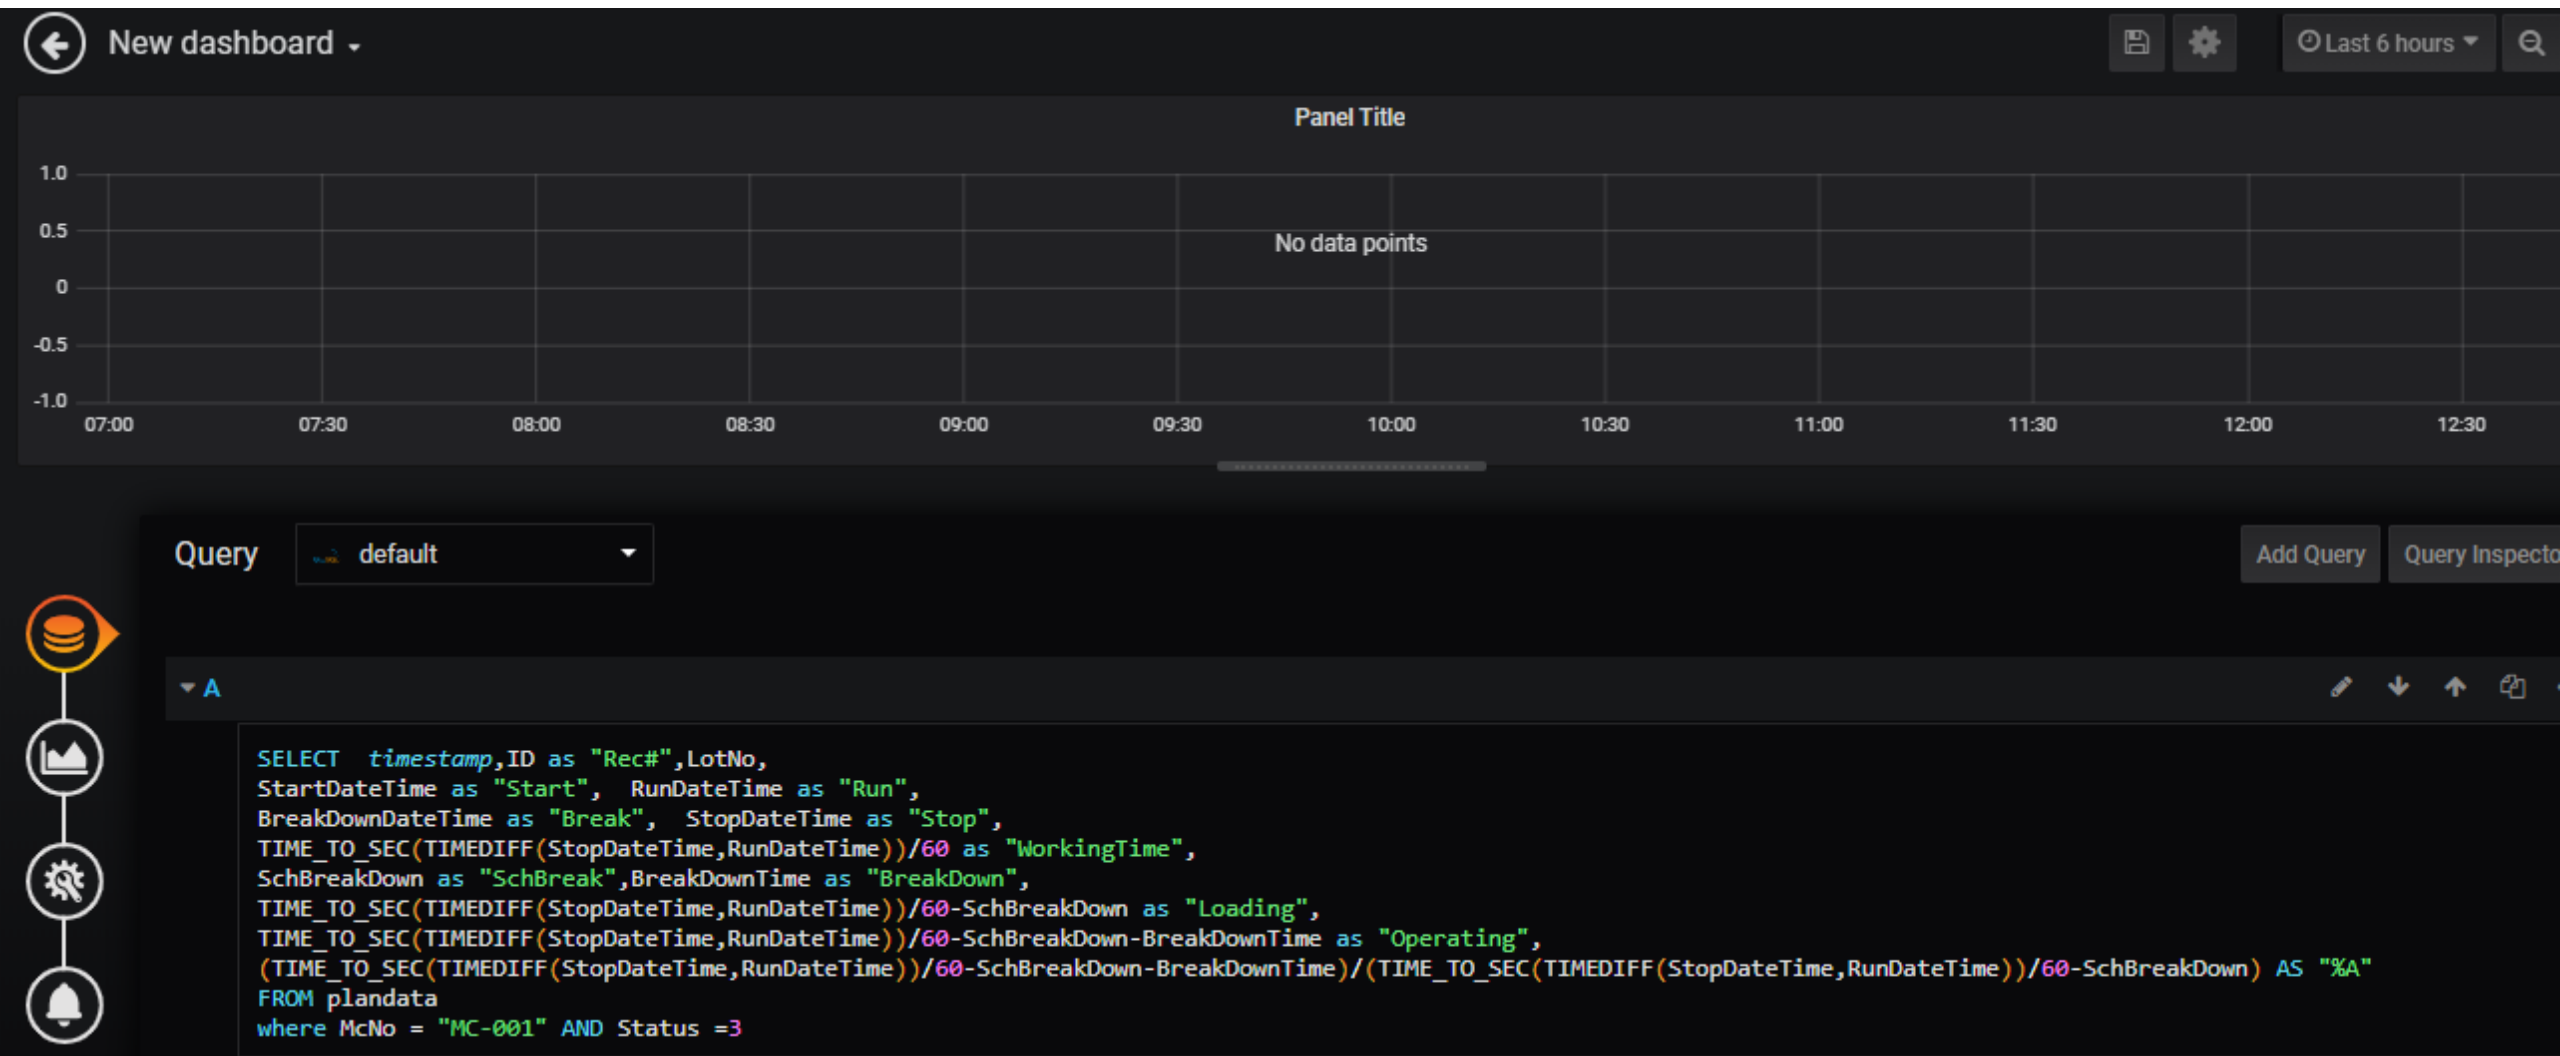 New dashboard
Last 6 hours
Panel Title
1.0
0.5
0
-0.5
-1.0
No data points
07:00 07:30 08:00 08:30 09:00 09:30 10:00 10:30 11:00 11:30 12:00 12:30
Query default Add Query Query Inspecto
A
SELECT  timestamp,ID as "Rec#",LotNo,
StartDateTime as "Start",  RunDateTime as "Run",
BreakDownDateTime as "Break",  StopDateTime as "Stop",
TIME_TO_SEC(TIMEDIFF(StopDateTime,RunDateTime))/60 as "WorkingTime",
SchBreakDown as "SchBreak",BreakDownTime as "BreakDown",
TIME_TO_SEC(TIMEDIFF(StopDateTime,RunDateTime))/60-SchBreakDown as "Loading",
TIME_TO_SEC(TIMEDIFF(StopDateTime,RunDateTime))/60-SchBreakDown-BreakDownTime as "Operating",
(TIME_TO_SEC(TIMEDIFF(StopDateTime,RunDateTime))/60-SchBreakDown-BreakDownTime)/(TIME_TO_SEC(TIMEDIFF(StopDateTime,RunDateTime))/60-SchBreakDown) AS "%A"
FROM plandata
where McNo = "MC-001" AND Status =3